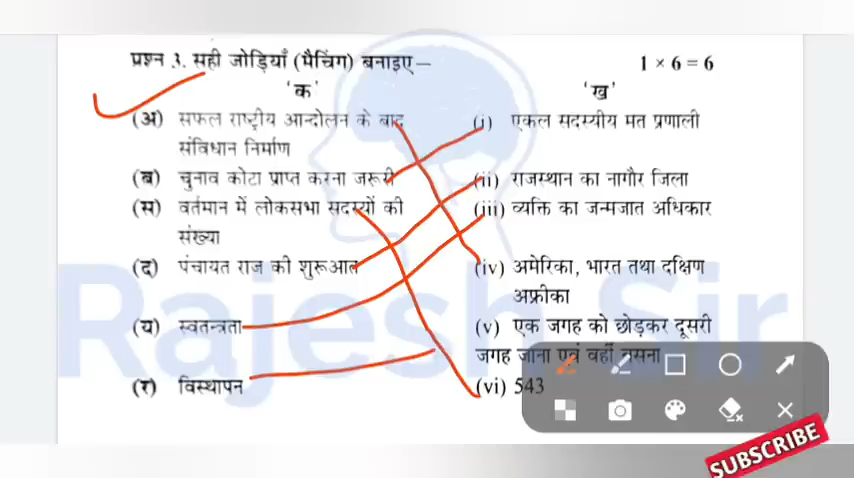 प्रश्न 3. सही जोड़ियाँ (मैचिंग) बनाइए— 1 × 6 = 6
'क' 'ख'
(अ) सफल राष्ट्रीय आन्दोलन के बाद (i) एकल सदस्यीय मत प्रणाली
संविधान निर्माण
(ब) चुनाव कोटा प्राप्त करना जरूरी (ii) राजस्थान का नागौर जिला
(स) वर्तमान में लोकसभा सदस्यों की (iii) व्यक्ति का जन्मजात अधिकार
संख्या
(द) पंचायत राज की शुरूआत (iv) अमेरिका, भारत तथा दक्षिण
अफ्रीका
(य) स्वतन्त्रता (v) एक जगह को छोड़कर दूसरी
जगह जाना एवं वहीं बसना
(र) विस्थापन (vi) 543
Rajesh Sir
SUBSCRIBE